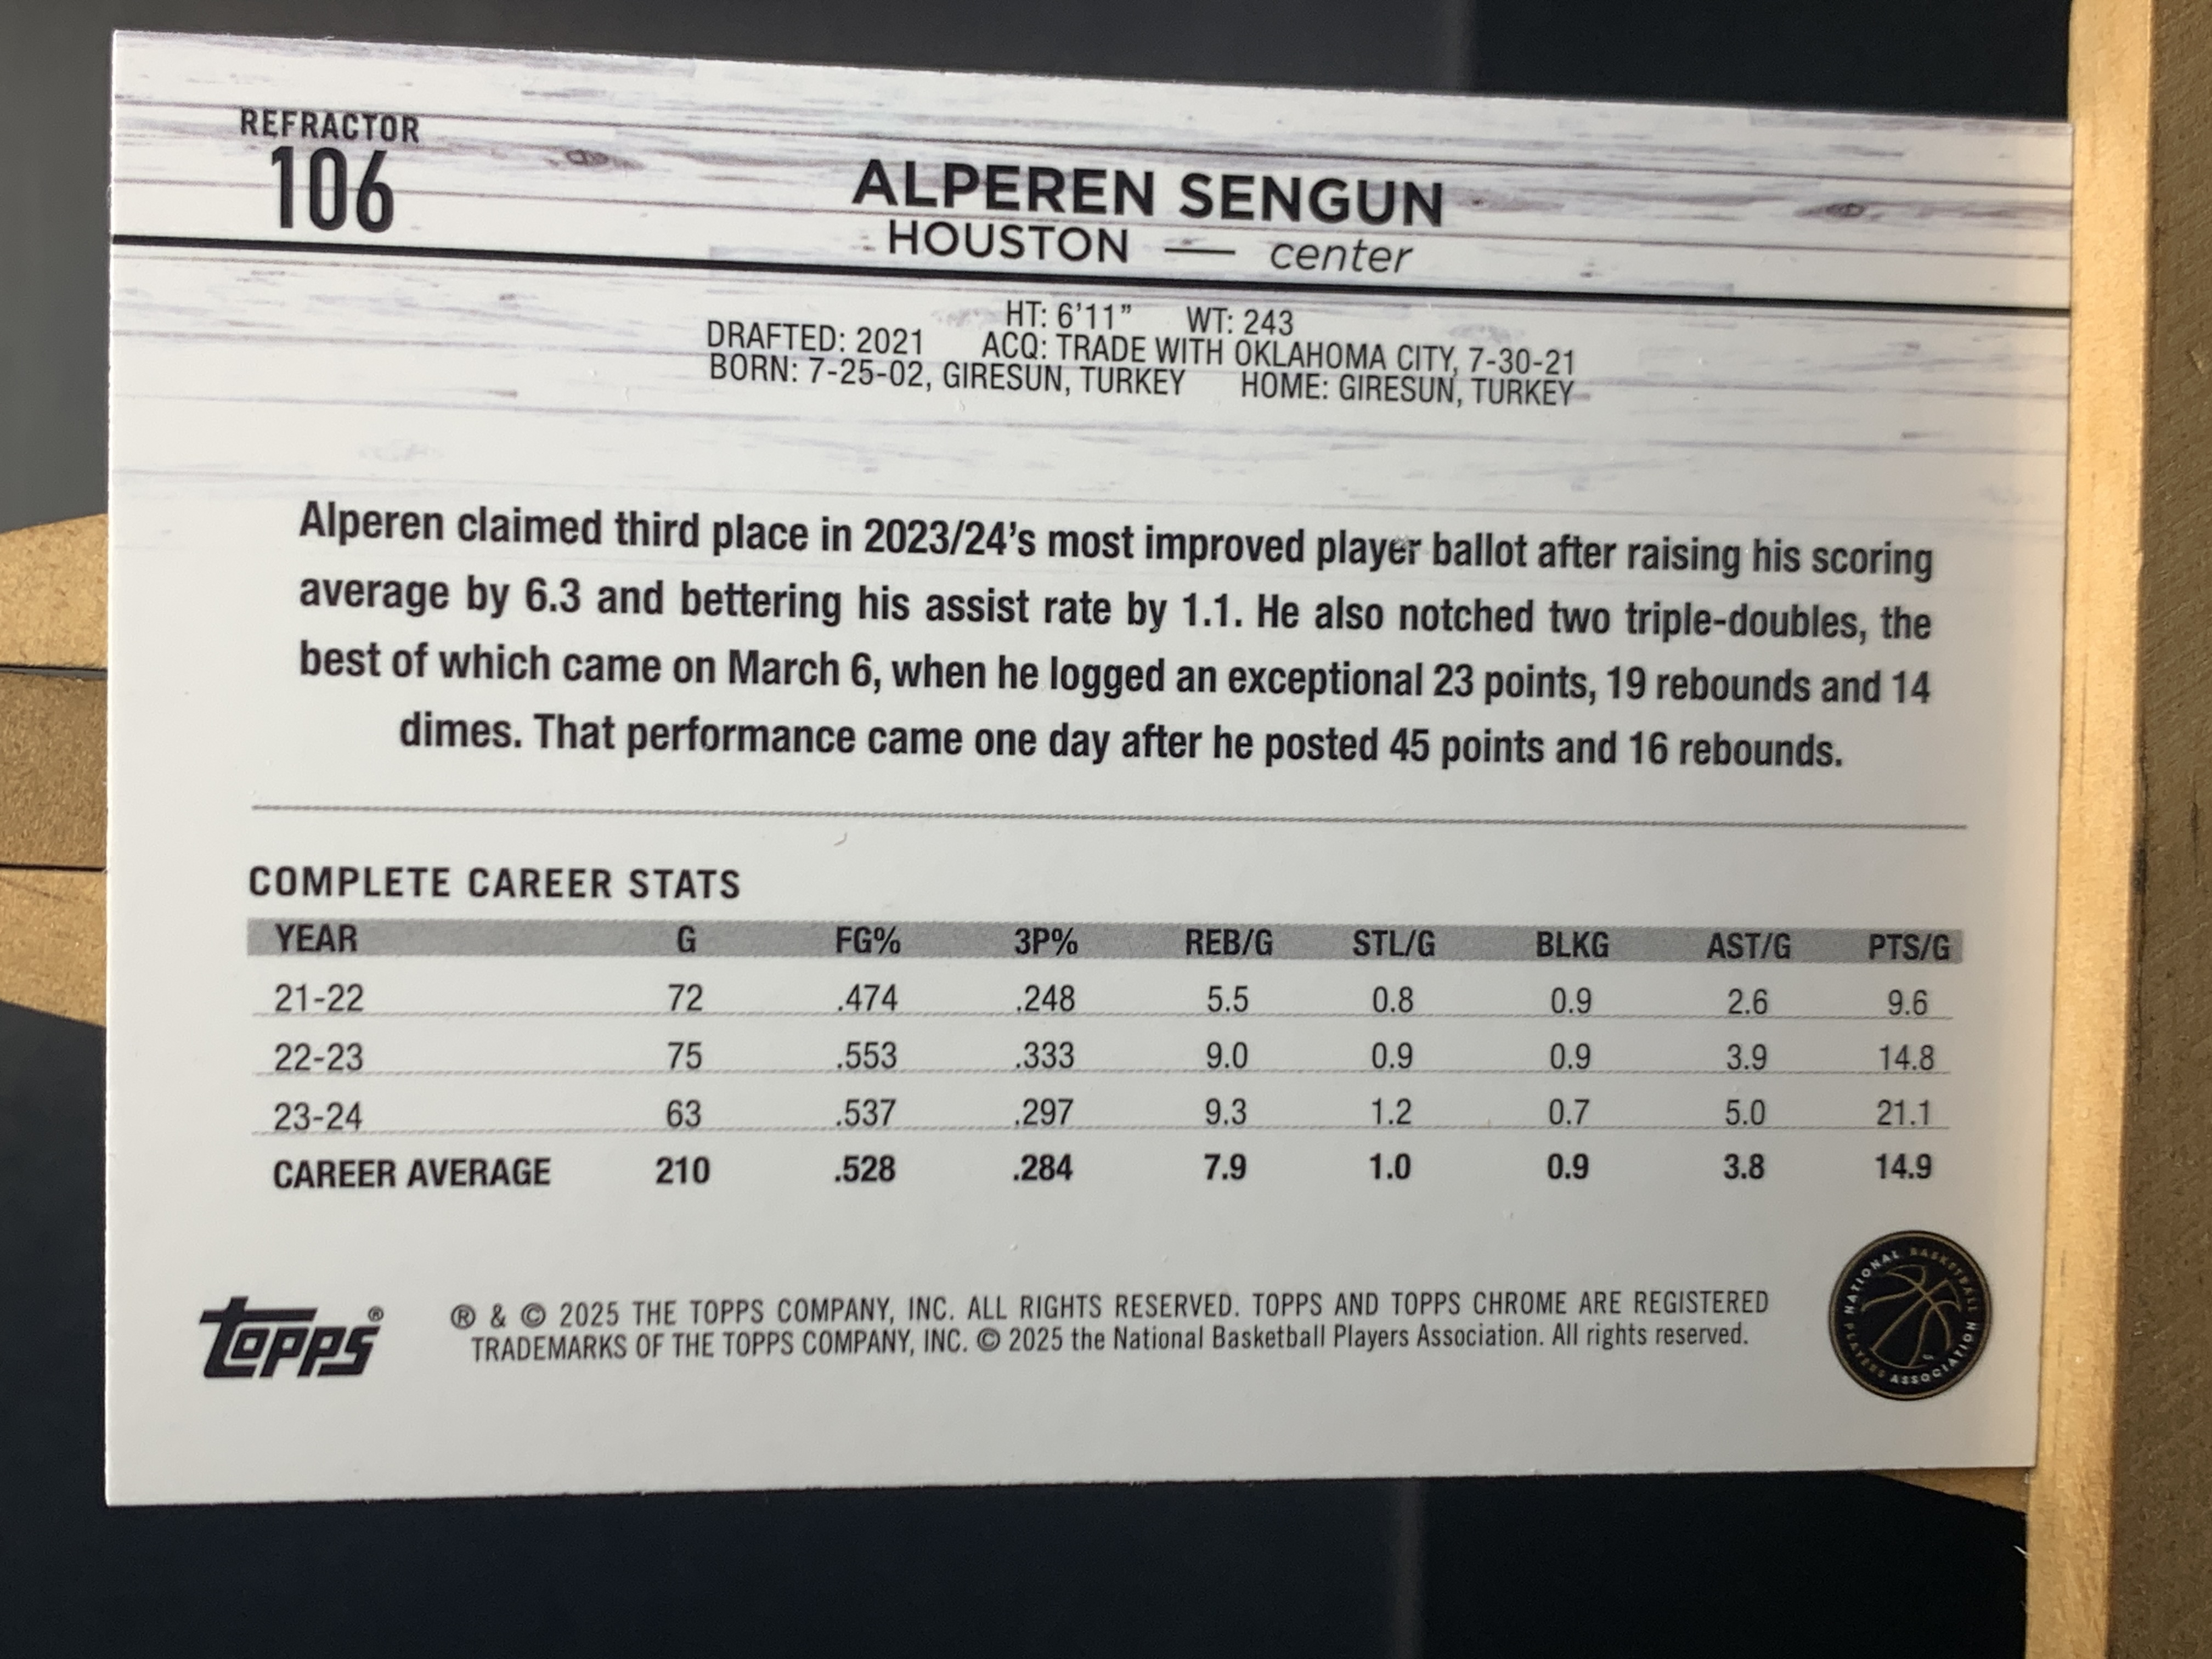 REFRACTOR
106
ALPEREN SENGUN
HOUSTON — center
HT: 6'11" WT: 243
DRAFTED: 2021 ACQ: TRADE WITH OKLAHOMA CITY, 7-30-21
BORN: 7-25-02, GIRESUN, TURKEY HOME: GIRESUN, TURKEY
Alperen claimed third place in 2023/24's most improved player ballot after raising his scoring
average by 6.3 and bettering his assist rate by 1.1. He also notched two triple-doubles, the
best of which came on March 6, when he logged an exceptional 23 points, 19 rebounds and 14
dimes. That performance came one day after he posted 45 points and 16 rebounds.
COMPLETE CAREER STATS
YEAR G FG% 3P% REB/G STL/G BLKG AST/G PTS/G
21-22 72 .474 .248 5.5 0.8 0.9 2.6 9.6
22-23 75 .553 .333 9.0 0.9 0.9 3.9 14.8
23-24 63 .537 .297 9.3 1.2 0.7 5.0 21.1
CAREER AVERAGE 210 .528 .284 7.9 1.0 0.9 3.8 14.9
TOPPS®
® & © 2025 THE TOPPS COMPANY, INC. ALL RIGHTS RESERVED. TOPPS AND TOPPS CHROME ARE REGISTERED
TRADEMARKS OF THE TOPPS COMPANY, INC. © 2025 the National Basketball Players Association. All rights reserved.
NATIONAL BASKETBALL PLAYERS ASSOCIATION